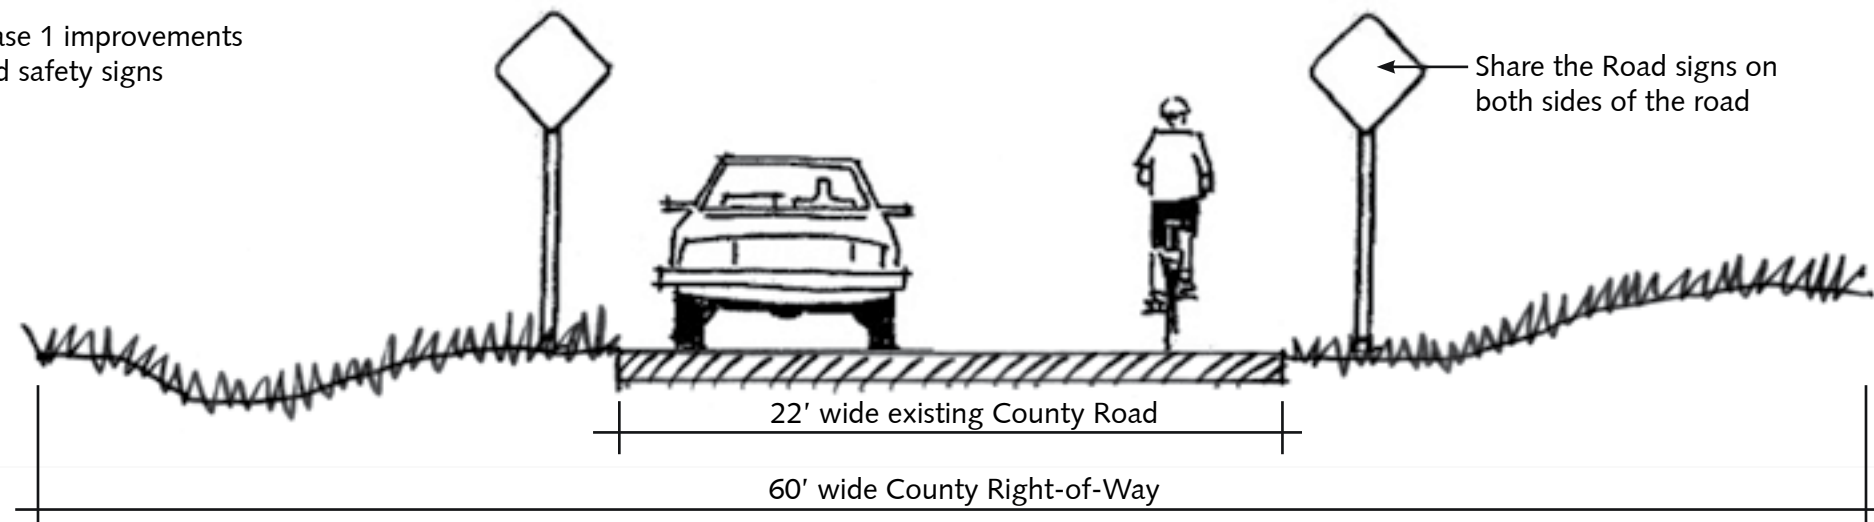 ase 1 improvements
d safety signs
Share the Road signs on
both sides of the road
22' wide existing County Road
60' wide County Right-of-Way